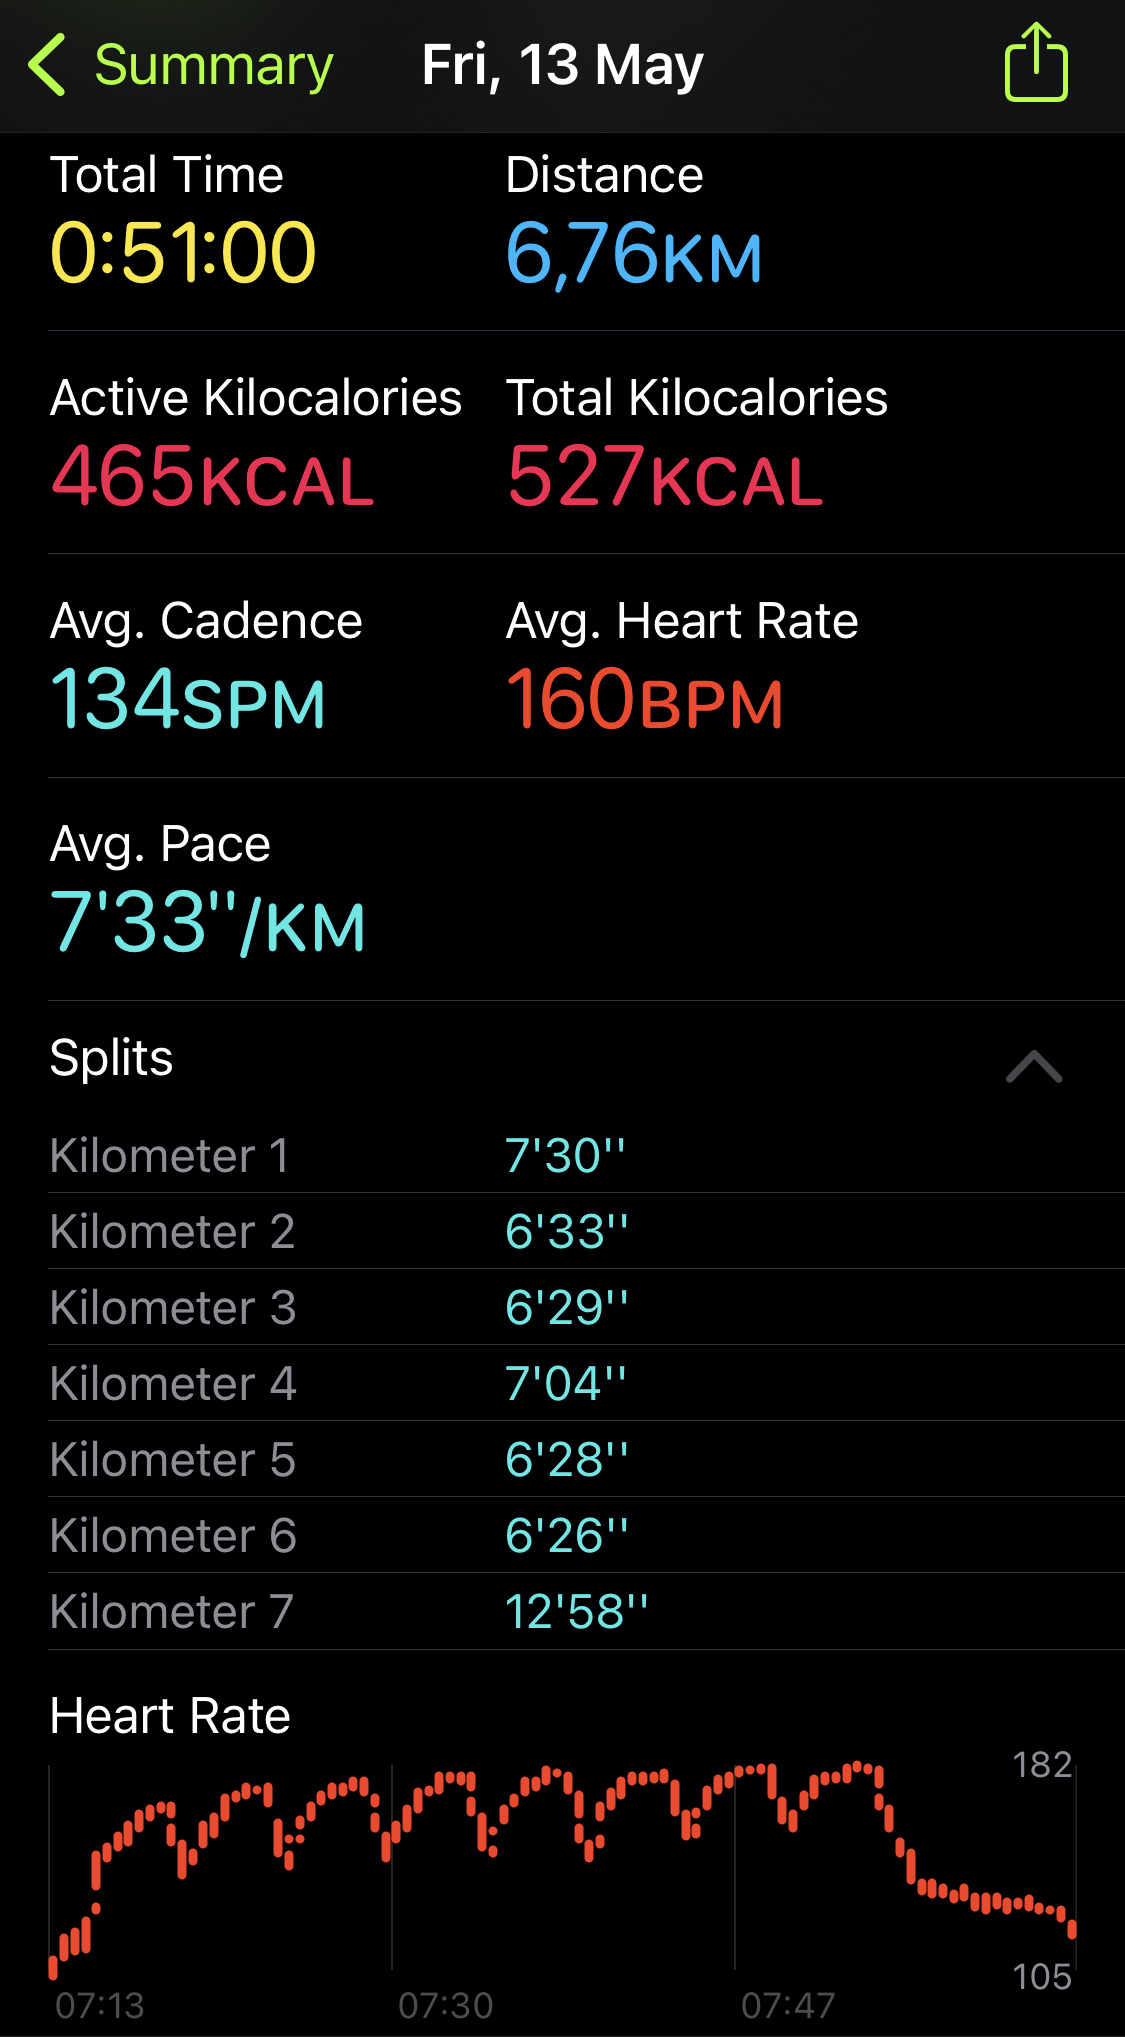 Summary Fri, 13 May
Total Time Distance
0:51:00 6,76KM
Active Kilocalories Total Kilocalories
465KCAL 527KCAL
Avg. Cadence Avg. Heart Rate
134SPM 160BPM
Avg. Pace
7'33''/KM
Splits
Kilometer 1 7'30''
Kilometer 2 6'33''
Kilometer 3 6'29''
Kilometer 4 7'04''
Kilometer 5 6'28''
Kilometer 6 6'26''
Kilometer 7 12'58''
Heart Rate
182
105
07:13 07:30 07:47